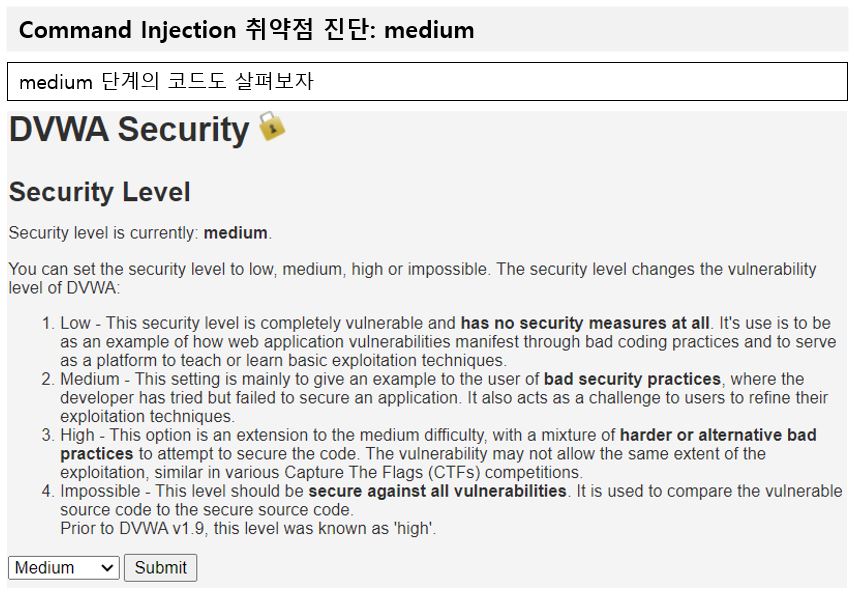 Command Injection 취약점 진단: medium
medium 단계의 코드도 살펴보자
DVWA Security
Security Level
Security level is currently: medium.
You can set the security level to low, medium, high or impossible. The security level changes the vulnerability
level of DVWA:
1. Low - This security level is completely vulnerable and has no security measures at all. It's use is to be
as an example of how web application vulnerabilities manifest through bad coding practices and to serve
as a platform to teach or learn basic exploitation techniques.
2. Medium - This setting is mainly to give an example to the user of bad security practices, where the
developer has tried but failed to secure an application. It also acts as a challenge to users to refine their
exploitation techniques.
3. High - This option is an extension to the medium difficulty, with a mixture of harder or alternative bad
practices to attempt to secure the code. The vulnerability may not allow the same extent of the
exploitation, similar in various Capture The Flags (CTFs) competitions.
4. Impossible - This level should be secure against all vulnerabilities. It is used to compare the vulnerable
source code to the secure source code.
Prior to DVWA v1.9, this level was known as 'high'.
Medium Submit